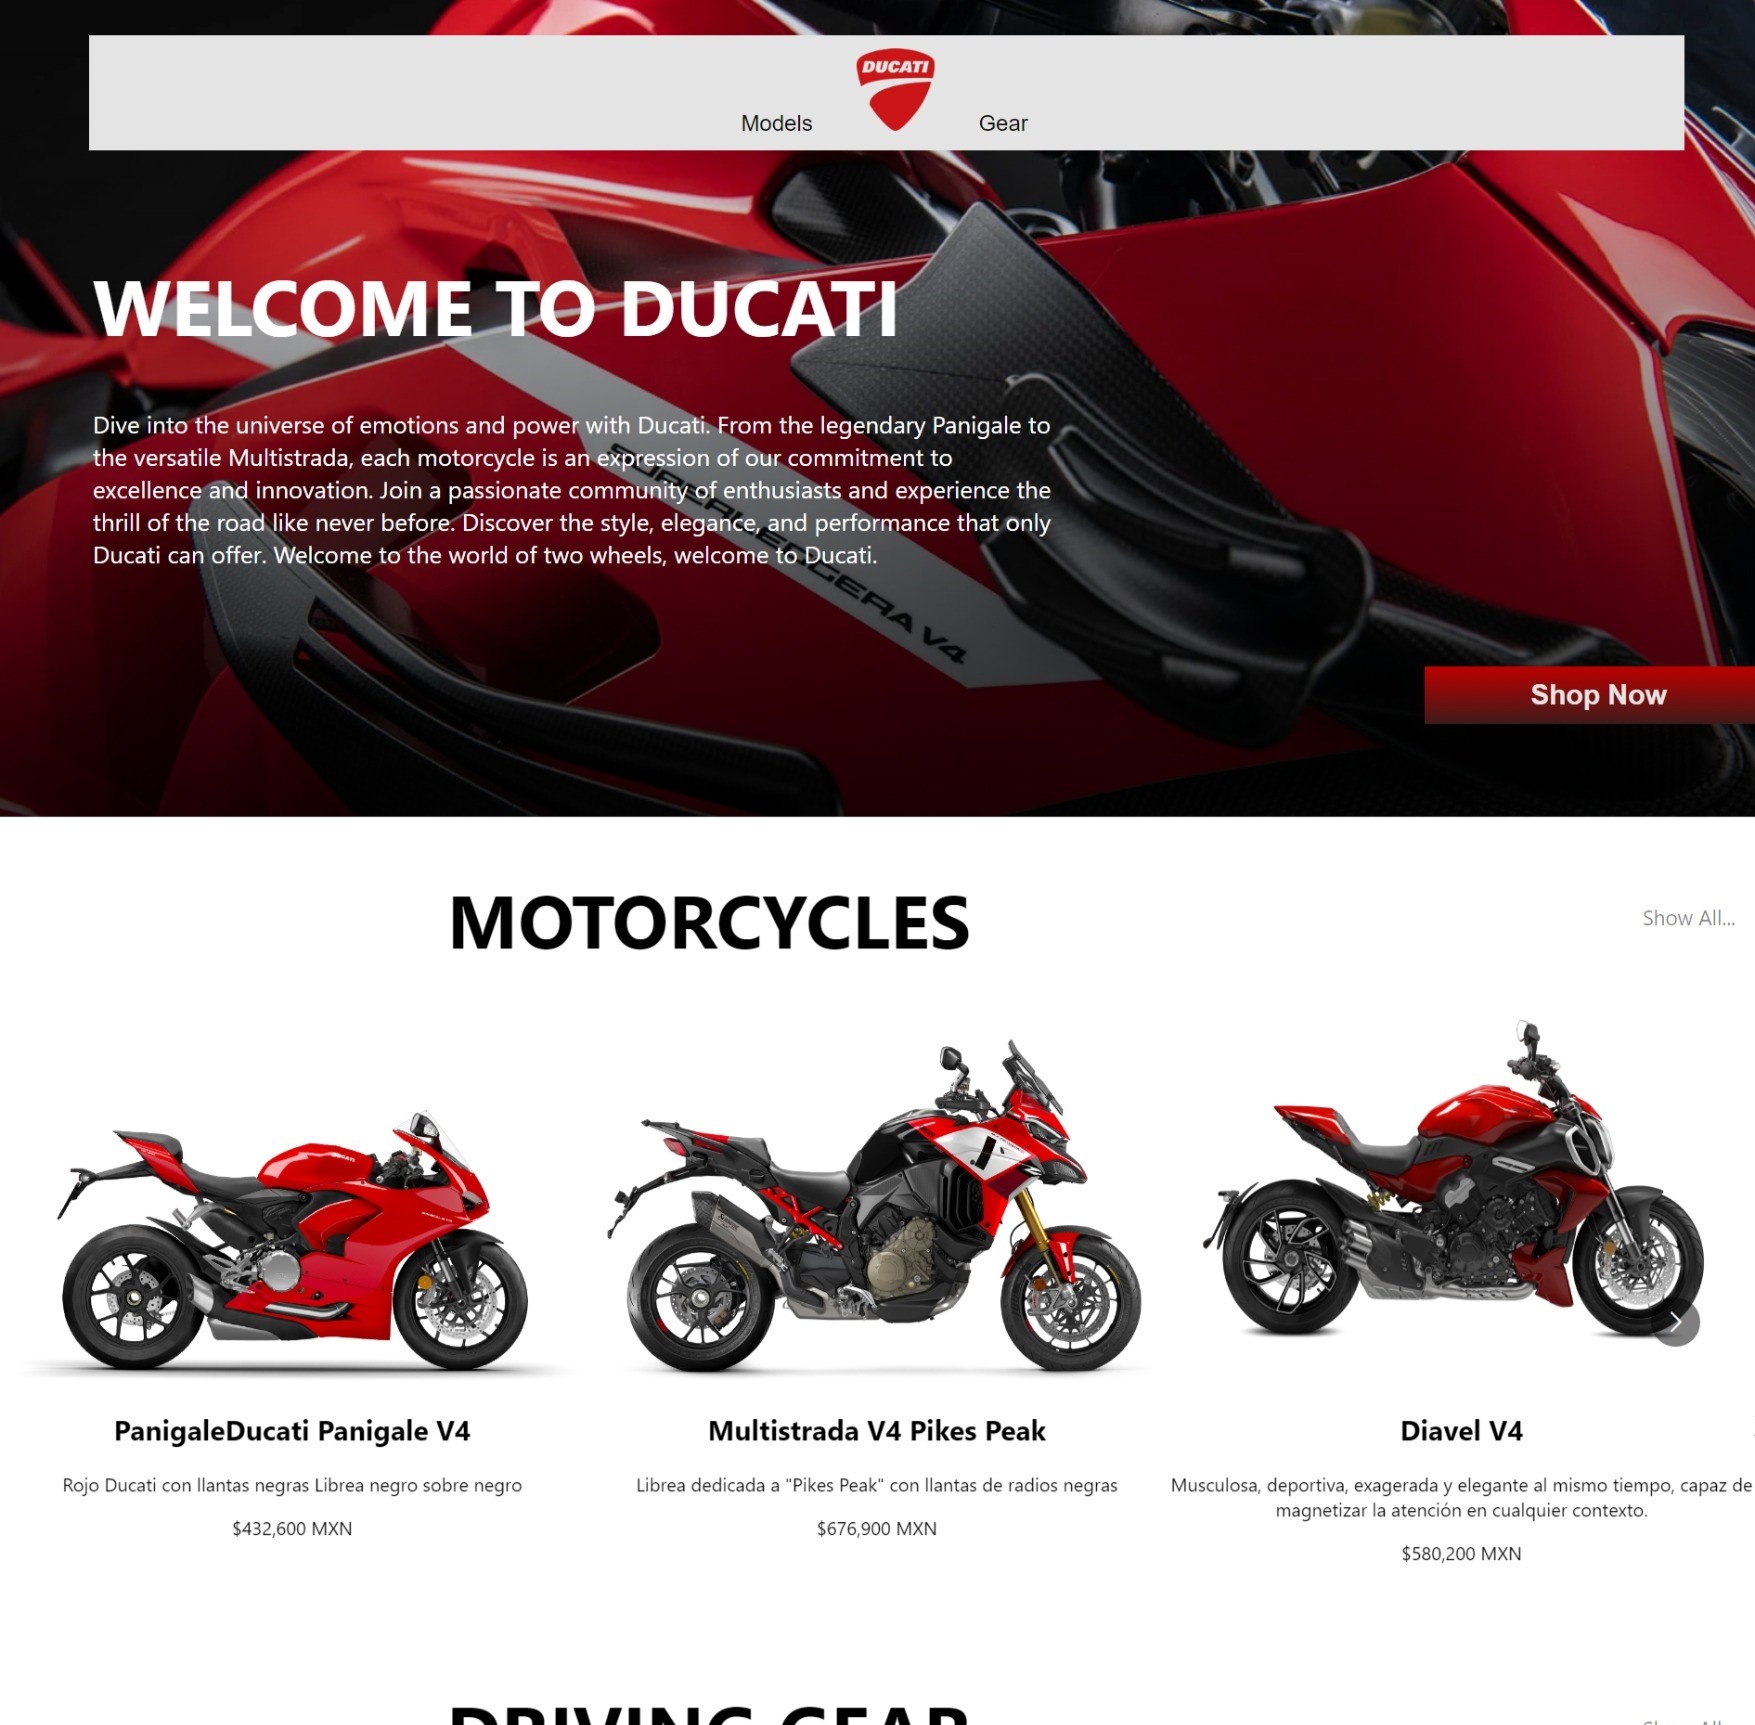 DUCATI
Models
Gear
WELCOME TO DUCATI
Dive into the universe of emotions and power with Ducati. From the legendary Panigale to
the versatile Multistrada, each motorcycle is an expression of our commitment to
excellence and innovation. Join a passionate community of enthusiasts and experience the
thrill of the road like never before. Discover the style, elegance, and performance that only
Ducati can offer. Welcome to the world of two wheels, welcome to Ducati.
SUPERLEGGERA V4
Shop Now
MOTORCYCLES
Show All...
PanigaleDucati Panigale V4
Rojo Ducati con llantas negras Librea negro sobre negro
$432,600 MXN
Multistrada V4 Pikes Peak
Librea dedicada a "Pikes Peak" con llantas de radios negras
$676,900 MXN
Diavel V4
Musculosa, deportiva, exagerada y elegante al mismo tiempo, capaz de
magnetizar la atención en cualquier contexto.
$580,200 MXN
DRIVING GEAR
Show All...